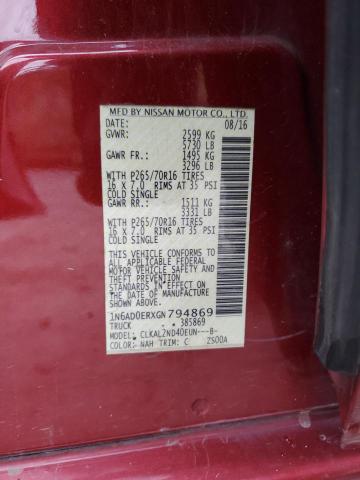 MFD BY NISSAN MOTOR CO., LTD.
DATE: 08/16
GVWR: 2599 KG
5730 LB
GAWR FR.: 1495 KG
3296 LB
WITH P265/70R16 TIRES
16 X 7.0 RIMS AT 35 PSI
COLD SINGLE
GAWR RR.: 1511 KG
3331 LB
WITH P265/70R16 TIRES
16 X 7.0 RIMS AT 35 PSI
COLD SINGLE
THIS VEHICLE CONFORMS TO ALL
APPLICABLE FEDERAL MOTOR
VEHICLE SAFETY AND THEFT PREVENTION
STANDARDS IN EFFECT ON THE DATE
OF MANUFACTURE SHOWN ABOVE.
1N6AD0ERXGN794869
TRUCK * * 385869
MODEL: CLKAL2ND40EUN---B-
COLOR: NAH TRIM: C ZS00A